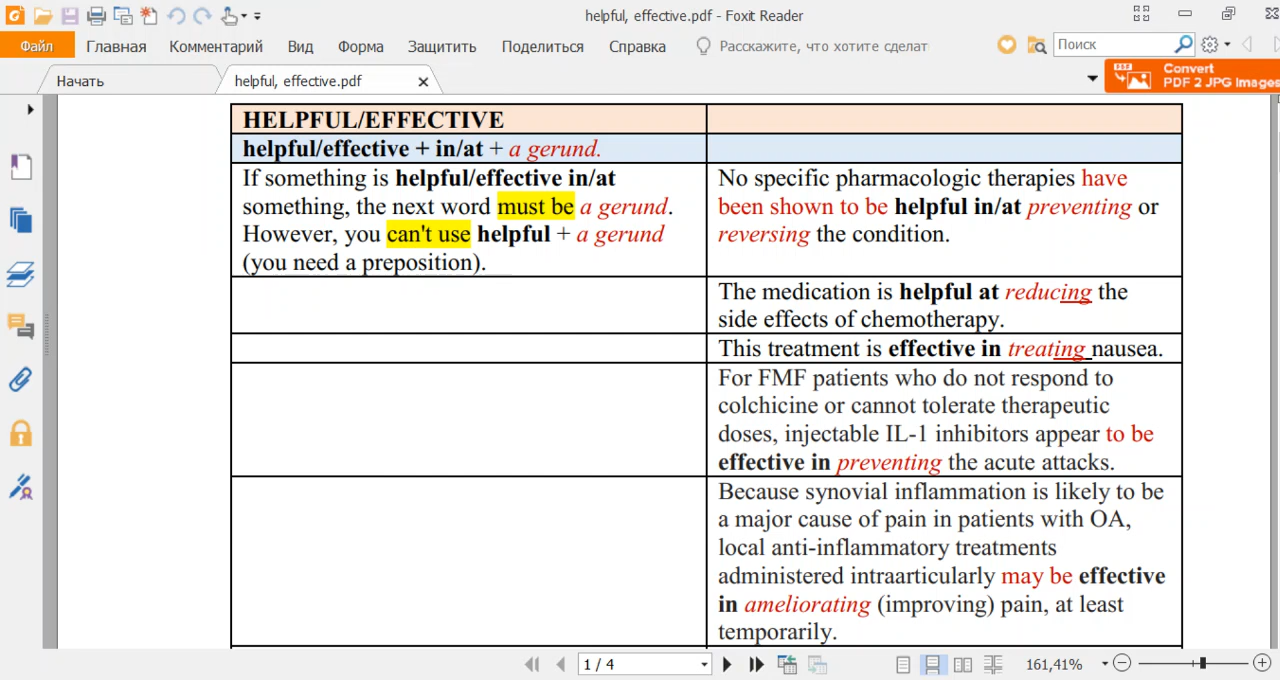 helpful, effective.pdf - Foxit Reader
Файл Главная Комментарий Вид Форма Защитить Поделиться Справка Расскажите, что хотите сделат Поиск
Начать helpful, effective.pdf
PDF Convert
PDF 2 JPG Images
HELPFUL/EFFECTIVE
helpful/effective + in/at + a gerund.
If something is helpful/effective in/at
something, the next word must be a gerund.
However, you can't use helpful + a gerund
(you need a preposition).
No specific pharmacologic therapies have
been shown to be helpful in/at preventing or
reversing the condition.
The medication is helpful at reducing the
side effects of chemotherapy.
This treatment is effective in treating nausea.
For FMF patients who do not respond to
colchicine or cannot tolerate therapeutic
doses, injectable IL-1 inhibitors appear to be
effective in preventing the acute attacks.
Because synovial inflammation is likely to be
a major cause of pain in patients with OA,
local anti-inflammatory treatments
administered intraarticularly may be effective
in ameliorating (improving) pain, at least
temporarily.
1 / 4 161,41%